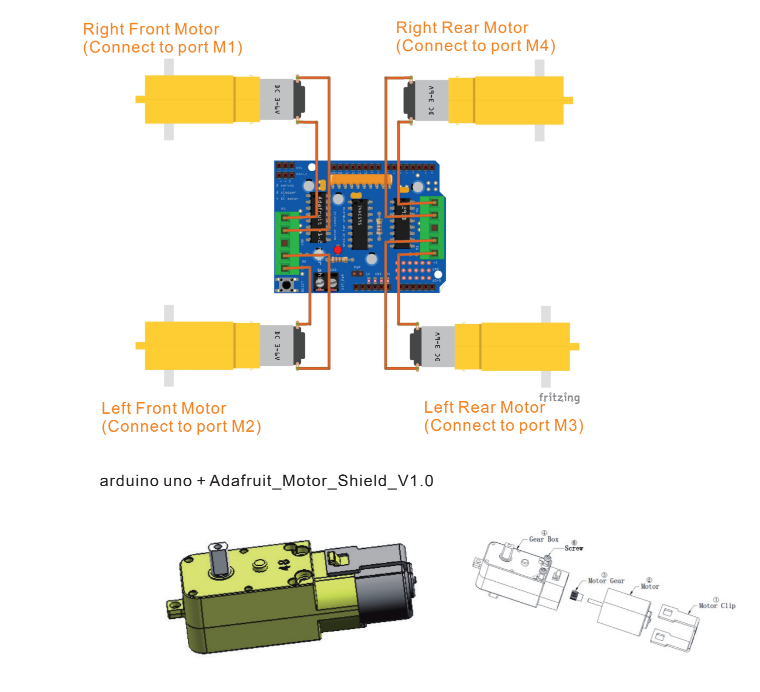 Right Front Motor
(Connect to port M1)
Right Rear Motor
(Connect to port M4)
DC 3-6V
DC 3-6V
DC 3-6V
DC 3-6V
fritzing
Left Front Motor
(Connect to port M2)
Left Rear Motor
(Connect to port M3)
arduino uno + Adafruit_Motor_Shield_V1.0
48
④
Gear Box
⑥
Screw
③
Motor Gear
②
Motor
①
Motor Clip